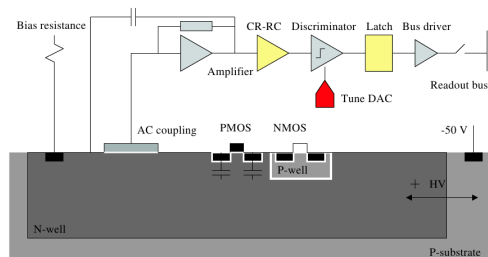 Bias resistance
CR-RC
Discriminator
Latch
Bus driver
Amplifier
Readout bus
Tune DAC
AC coupling
PMOS
NMOS
-50 V
P-well
+
HV
N-well
P-substrate